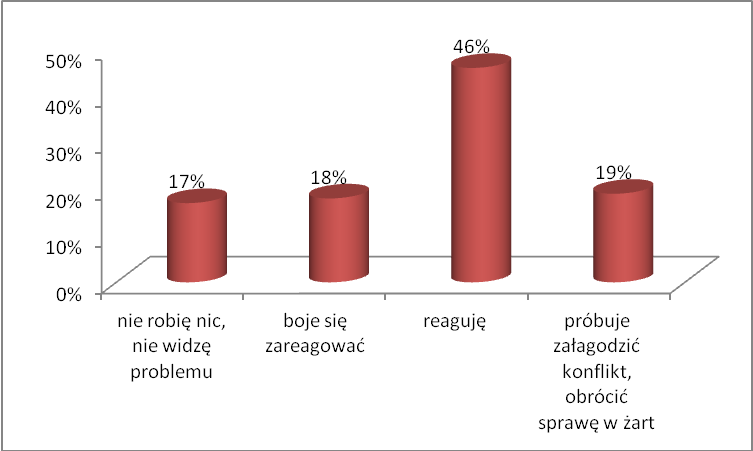 50%
40%
30%
20%
10%
0%
17%
18%
46%
19%
nie robię nic,
nie widzę
problemu
boje się
zareagować
reaguję
próbuje
załagodzić
konflikt,
obrócić
sprawę w żart